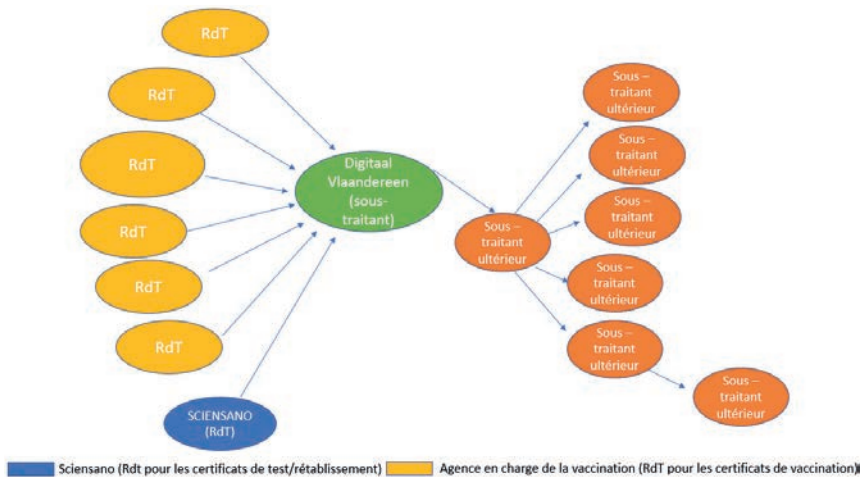 RdT
RdT
RdT
RdT
RdT
RdT
SCIENSANO
(RdT)
Digitaal
Vlaandereen
(sous-
traitant)
Sous –
traitant
ultérieur
Sous –
traitant
ultérieur
Sous –
traitant
ultérieur
Sous –
traitant
ultérieur
Sous –
traitant
ultérieur
Sous –
traitant
ultérieur
Sous –
traitant
ultérieur
Sciensano (Rdt pour les certificats de test/rétablissement)
Agence en charge de la vaccination (RdT pour les certificats de vaccination)